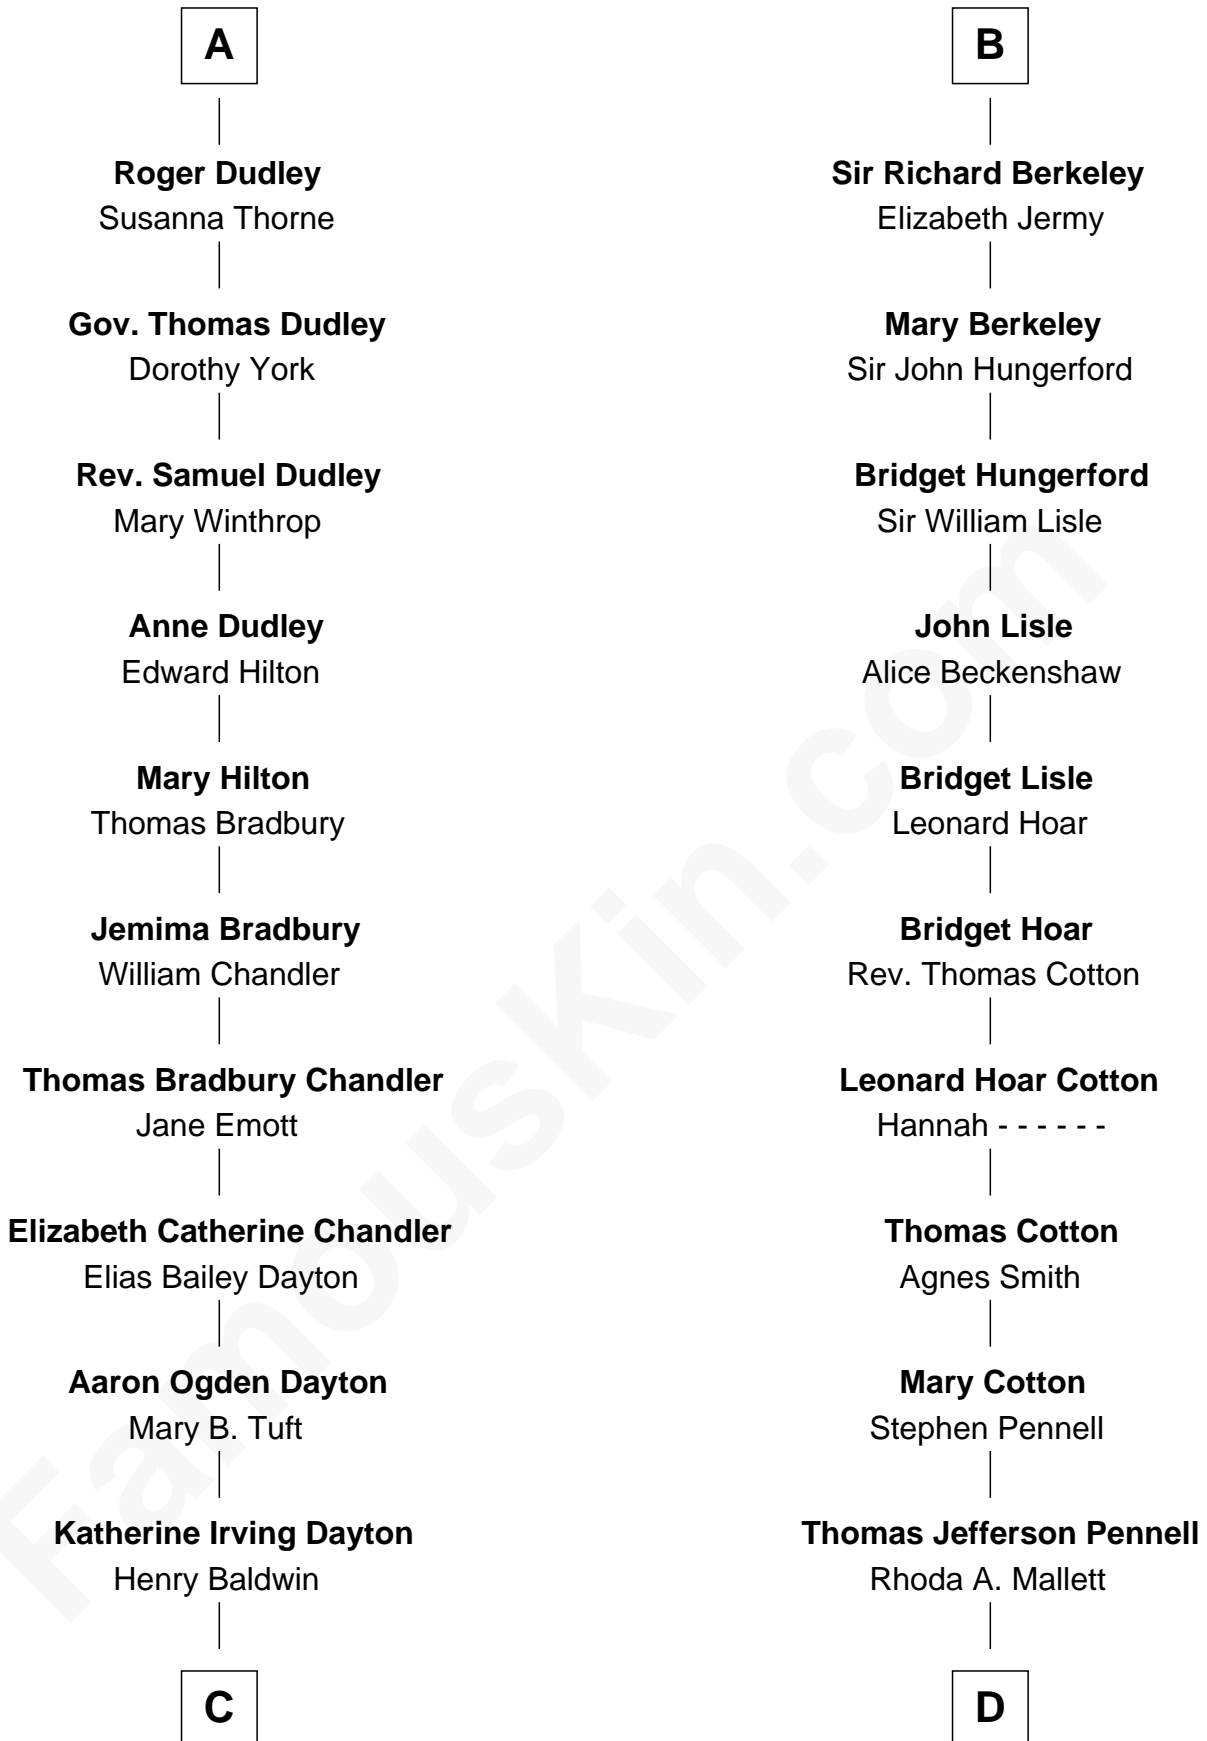 A
Roger Dudley
Susanna Thorne
Gov. Thomas Dudley
Dorothy York
Rev. Samuel Dudley
Mary Winthrop
Anne Dudley
Edward Hilton
Mary Hilton
Thomas Bradbury
Jemima Bradbury
William Chandler
Thomas Bradbury Chandler
Jane Emott
Elizabeth Catherine Chandler
Elias Bailey Dayton
Aaron Ogden Dayton
Mary B. Tuft
Katherine Irving Dayton
Henry Baldwin
C
B
Sir Richard Berkeley
Elizabeth Jermy
Mary Berkeley
Sir John Hungerford
Bridget Hungerford
Sir William Lisle
John Lisle
Alice Beckenshaw
Bridget Lisle
Leonard Hoar
Bridget Hoar
Rev. Thomas Cotton
Leonard Hoar Cotton
Hannah - - - - - -
Thomas Cotton
Agnes Smith
Mary Cotton
Stephen Pennell
Thomas Jefferson Pennell
Rhoda A. Mallett
D
FamousKin.com